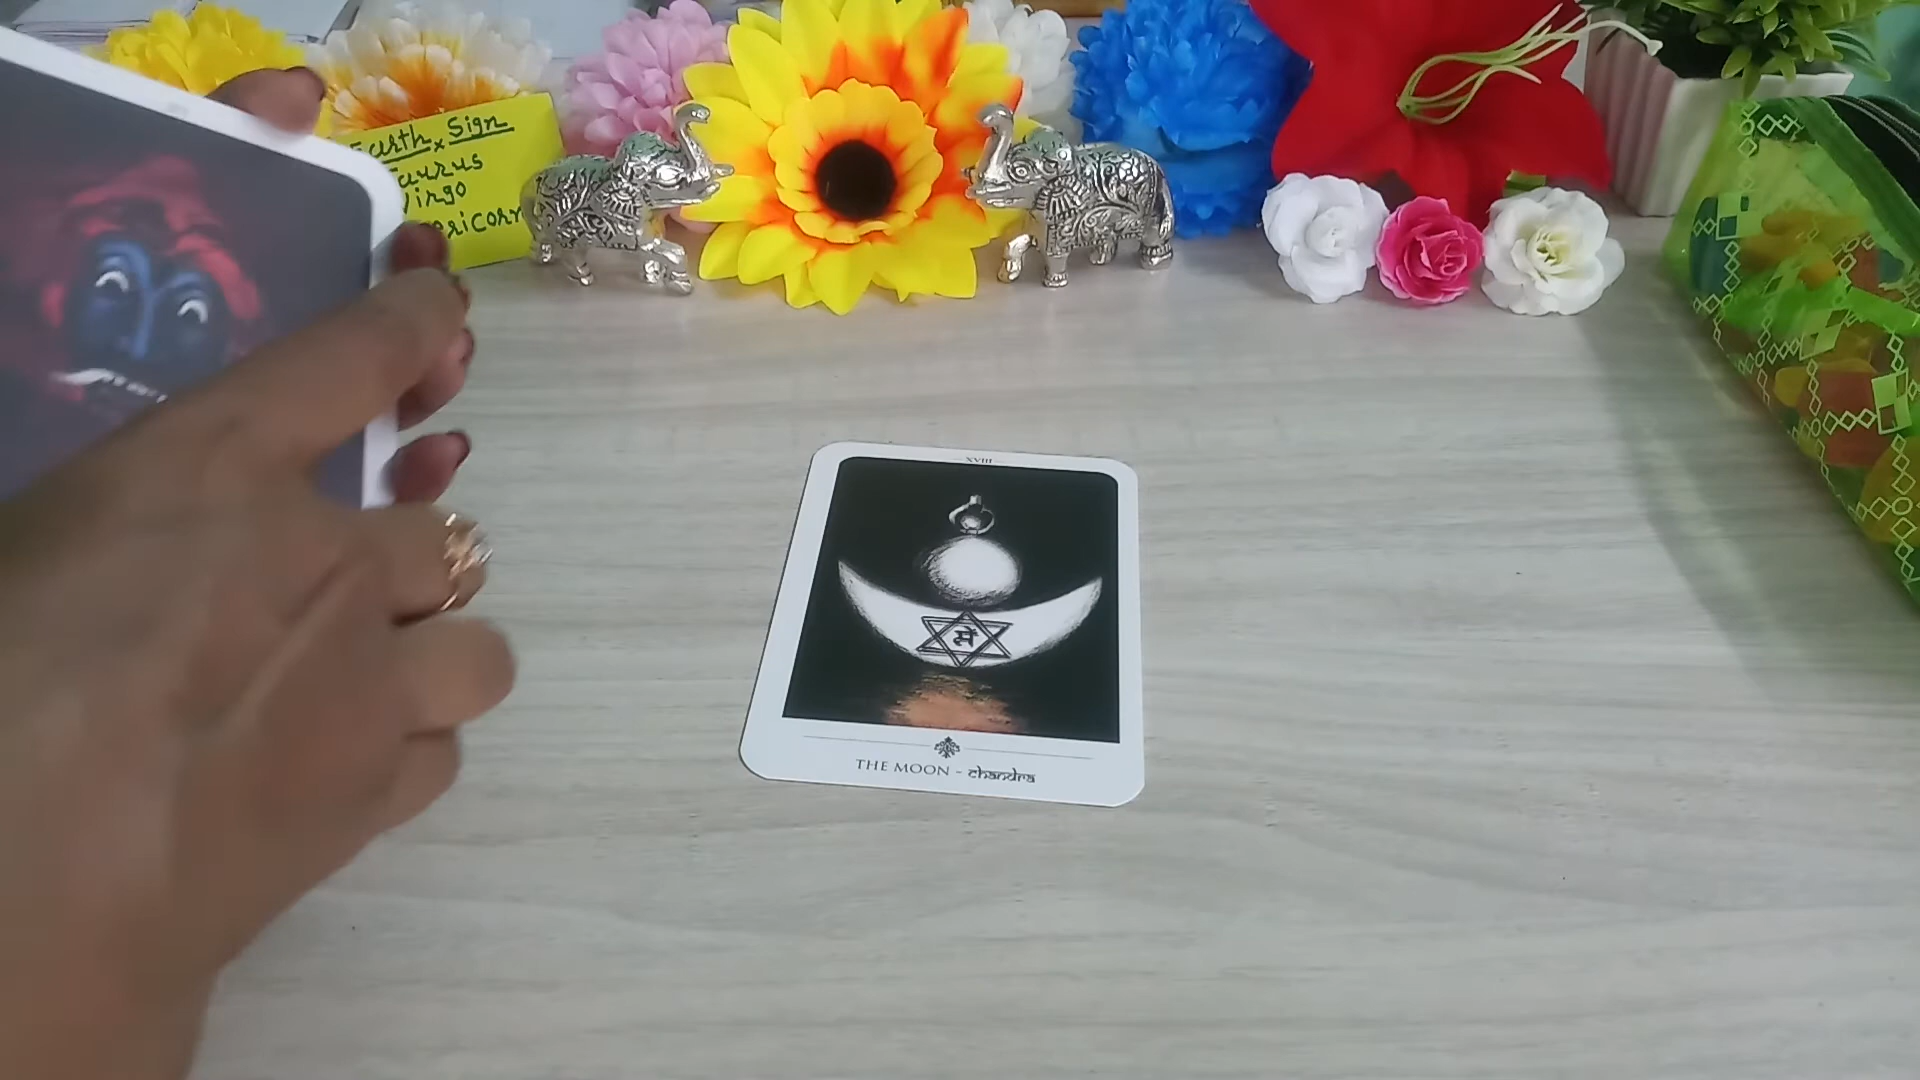 Earth Sign
Taurus
Virgo
XVIII
में
THE MOON - chandra